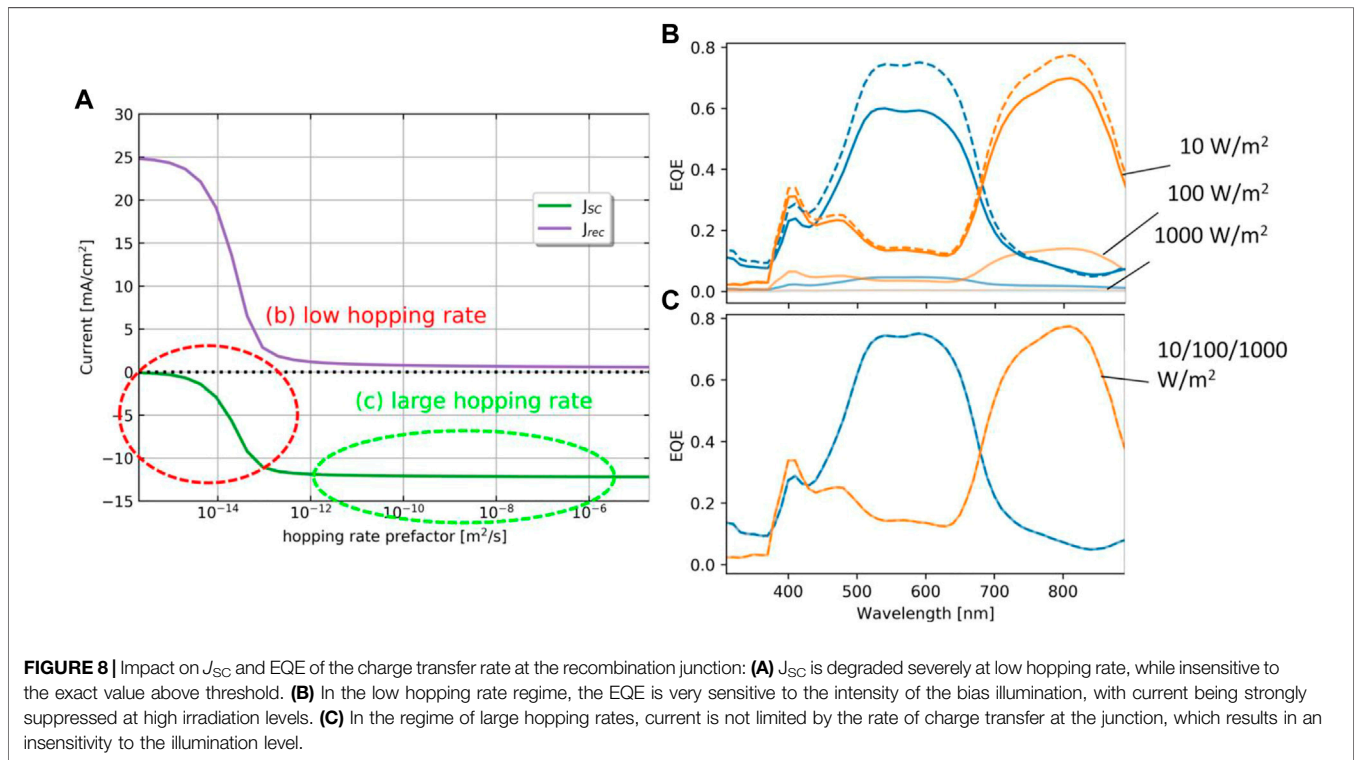 A
30
25
20
15
10
5
0
−5
−10
−15
Current [mA/cm²]
J_SC
J_rec
(b) low hopping rate
(c) large hopping rate
10⁻¹⁴
10⁻¹²
10⁻¹⁰
10⁻⁸
10⁻⁶
hopping rate prefactor [m²/s]
B
0.8
0.6
0.4
0.2
0.0
EQE
10 W/m²
100 W/m²
1000 W/m²
C
0.8
0.6
0.4
0.2
0.0
EQE
10/100/1000
W/m²
400 500 600 700 800
Wavelength [nm]
FIGURE 8 | Impact on J_SC and EQE of the charge transfer rate at the recombination junction: (A) J_SC is degraded severely at low hopping rate, while insensitive to
the exact value above threshold. (B) In the low hopping rate regime, the EQE is very sensitive to the intensity of the bias illumination, with current being strongly
suppressed at high irradiation levels. (C) In the regime of large hopping rates, current is not limited by the rate of charge transfer at the junction, which results in an
insensitivity to the illumination level.